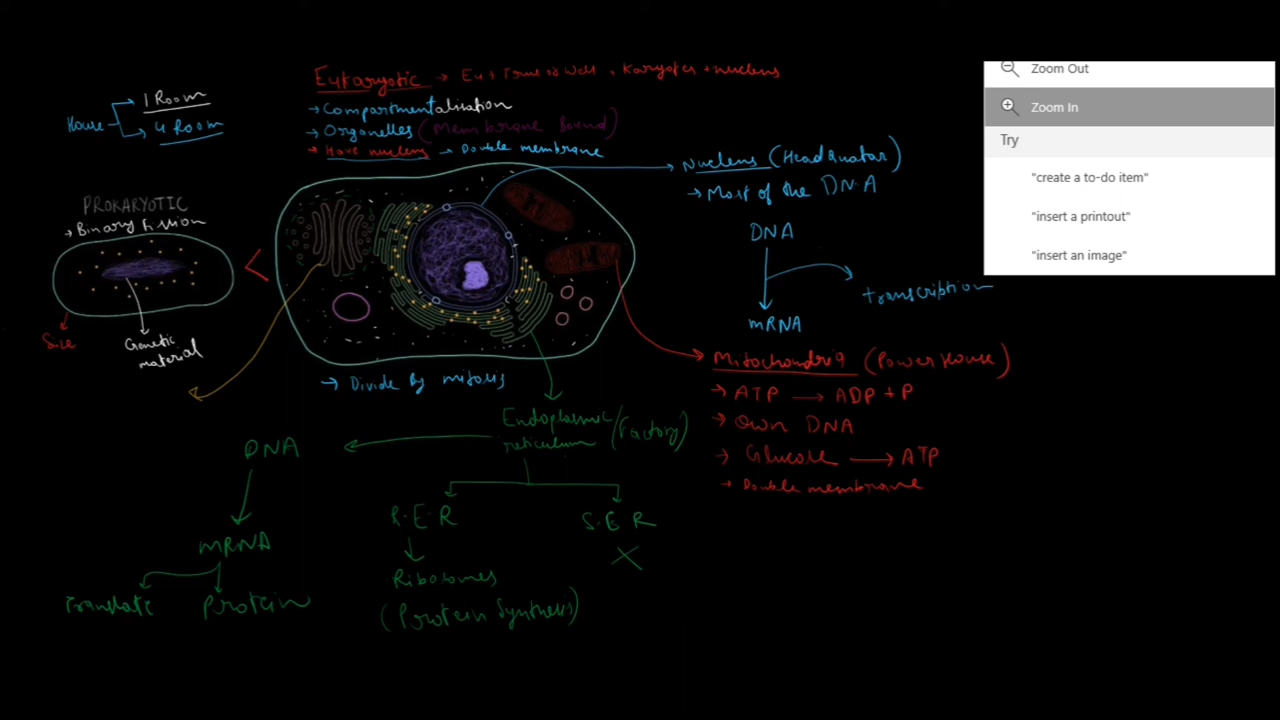 Eukaryotic → Eu + True or Well, Karyotes + nucleus
House
1 Room
4 Room
→ Compartmentalisation
→ Organelles (Membrane Bound)
→ Have nucleus → Double membrane
PROKARYOTIC
→ Binary Fission
<
Size
Genetic
material
→ Divide By mitosis
Nucleus (Headquator)
→ Most of the DNA
DNA
transcription
mRNA
Mitochondria (Power House)
→ ATP → ADP + P
→ Own DNA
→ Glucose → ATP
→ Double membrane
Endoplasmic
reticulum / (Factory)
DNA
mRNA
Translate
Protein
R.E.R
S.E.R
X
Ribosomes
(Protein Synthesis)
Zoom Out
Zoom In
Try
"create a to-do item"
"insert a printout"
"insert an image"